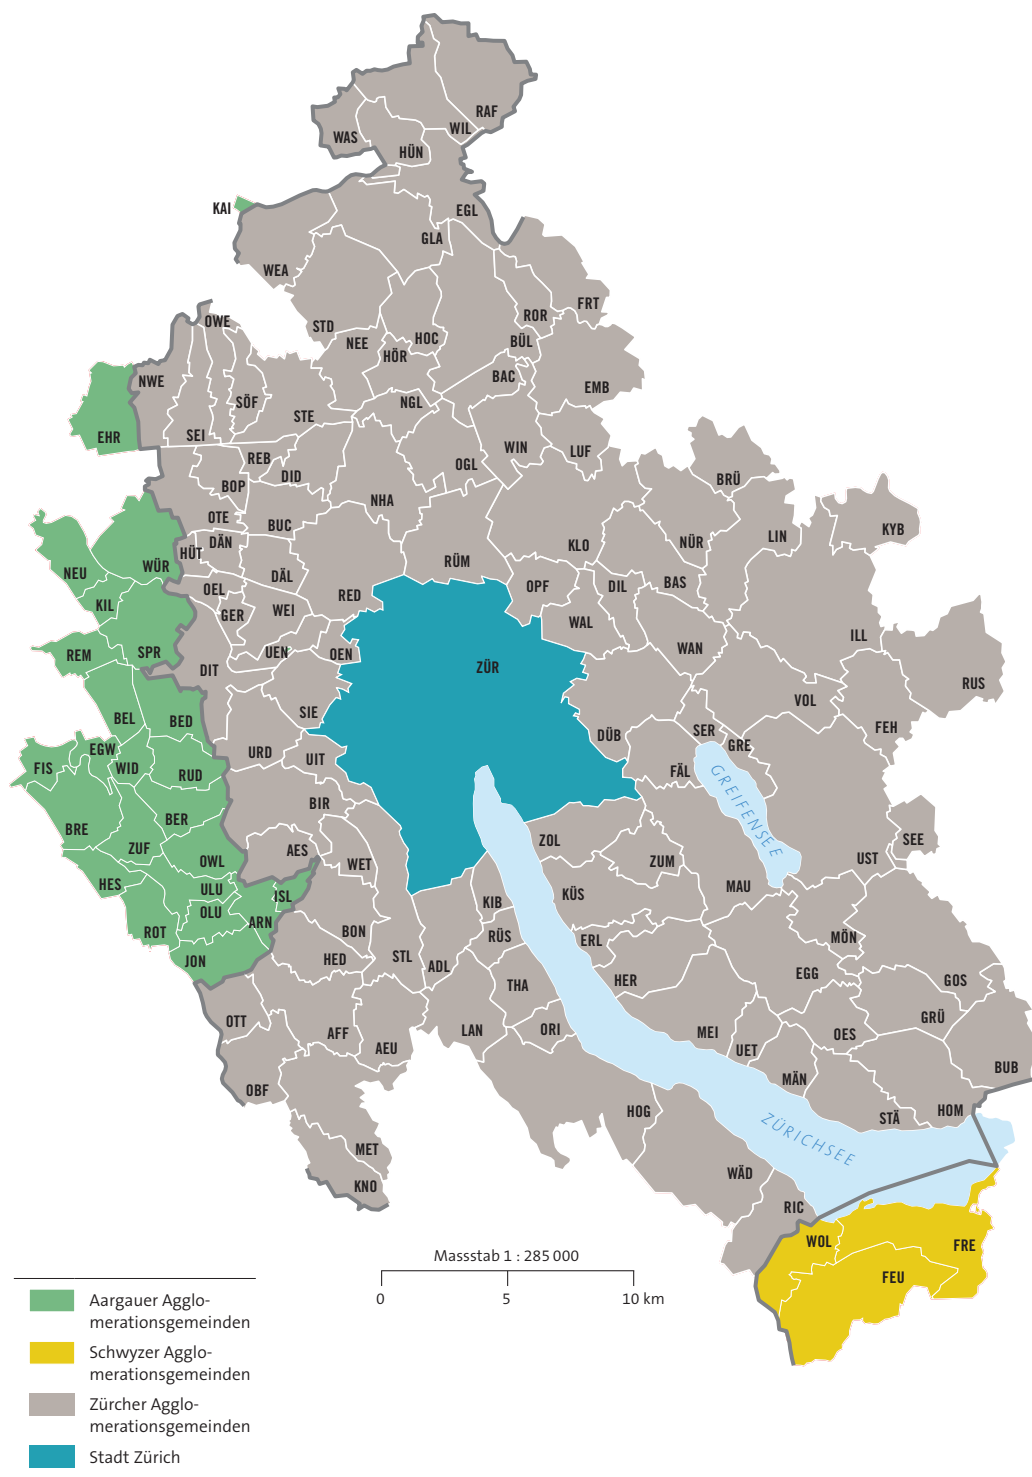 RAF
WIL
WAS
HÜN
KAI
EGL
GLA
WEA
FRT
ROR
OWE
STD
NEE
HOC
BÜL
HÖR
BAC
NWE
EMB
SÖF
NGL
STE
EHR
SEI
WIN
LUF
REB
OGL
DID
BRÜ
BOP
NHA
OTE
BUC
KYB
LIN
DÄN
NÜR
KLO
HÜT
WÜR
RÜM
NEU
DÄL
BAS
OPF
DIL
OEL
RED
KIL
GER
WEI
WAL
ILL
WAN
UEN
OEN
SPR
REM
DIT
ZÜR
RUS
VOL
SIE
BEL
BED
FEH
SER
DÜB
GRE
EGW
URD
UIT
FIS
WID
RUD
FÄL
GREIFENSEE
BIR
BER
BRE
SEE
ZOL
ZUF
AES
OWL
WET
ZUM
UST
HES
ULU
ISL
MAU
KÜS
KIB
OLU
ARN
ROT
BON
RÜS
ERL
MÖN
JON
HED
STL
ADL
EGG
HER
GOS
THA
OTT
GRÜ
AFF
LAN
ORI
MEI
OES
AEU
UET
BUB
OBF
MÄN
HOG
HOM
STÄ
ZÜRICHSEE
MET
WÄD
KNO
RIC
WOL
FRE
FEU
Massstab 1 : 285 000
0 5 10 km
Aargauer Agglo-
merationsgemeinden
Schwyzer Agglo-
merationsgemeinden
Zürcher Agglo-
merationsgemeinden
Stadt Zürich